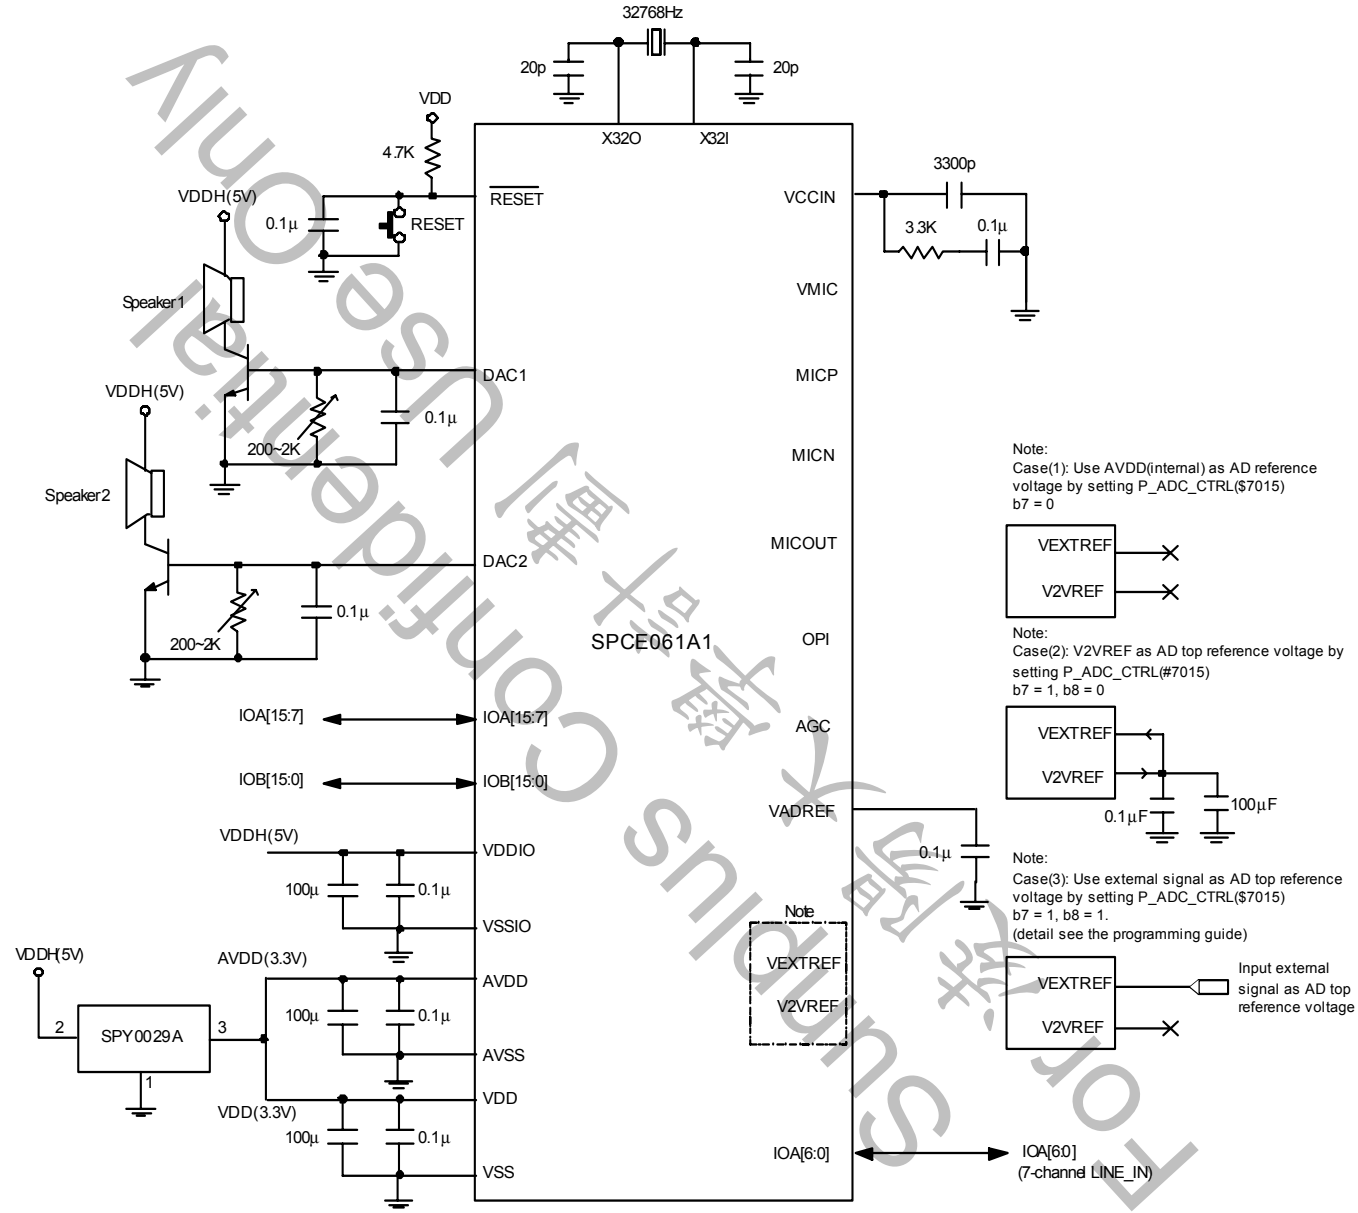 32768Hz
20p
20p
X32O
X32I
VDD
4.7K
RESET
0.1μ
RESET
VDDH(5V)
Speaker1
DAC1
0.1μ
200~2K
VDDH(5V)
Speaker2
DAC2
0.1μ
200~2K
IOA[15:7]
IOA[15:7]
IOB[15:0]
IOB[15:0]
VDDH(5V)
VDDIO
100μ
0.1μ
VSSIO
VDDH(5V)
AVDD(3.3V)
AVDD
100μ
0.1μ
AVSS
2
SPY0029A
3
1
VDD(3.3V)
VDD
100μ
0.1μ
VSS
SPCE061A1
VCCIN
3300p
3.3K
0.1μ
VMIC
MICP
MICN
MICOUT
OPI
AGC
VADREF
0.1μ
Note
VEXTREF
V2VREF
IOA[6:0]
IOA[6:0]
(7-channel LINE_IN)
Note:
Case(1): Use AVDD(internal) as AD reference
voltage by setting P_ADC_CTRL($7015)
b7 = 0
VEXTREF
V2VREF
Note:
Case(2): V2VREF as AD top reference voltage by
setting P_ADC_CTRL(#7015)
b7 = 1, b8 = 0
VEXTREF
V2VREF
0.1μF
100μF
Note:
Case(3): Use external signal as AD top reference
voltage by setting P_ADC_CTRL($7015)
b7 = 1, b8 = 1.
(detail see the programming guide)
VEXTREF
V2VREF
Input external
signal as AD top
reference voltage
Sunplus Confidential
For
Use Only